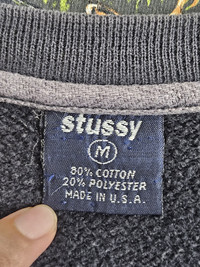 stussy
M
80% COTTON
20% POLYESTER
MADE IN U.S.A.